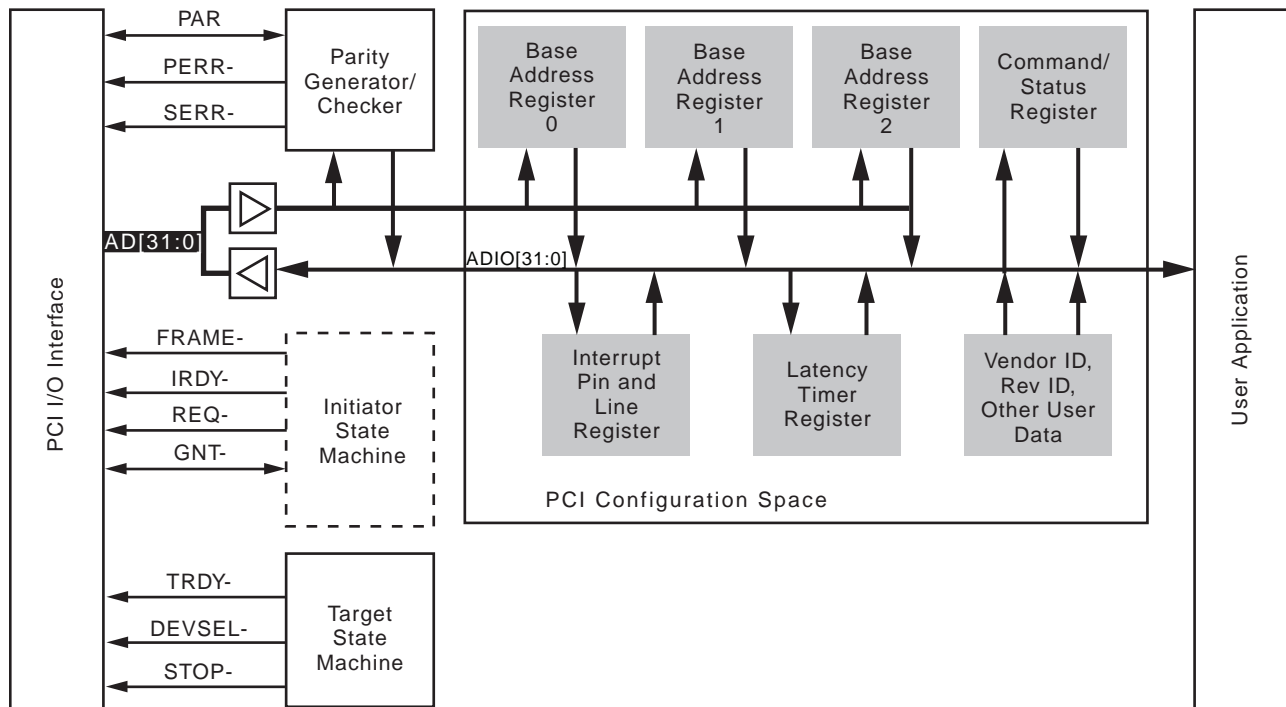 PCI I/O Interface
PAR
PERR-
SERR-
Parity
Generator/
Checker
AD[31:0]
FRAME-
IRDY-
REQ-
GNT-
Initiator
State
Machine
TRDY-
DEVSEL-
STOP-
Target
State
Machine
Base
Address
Register
0
Base
Address
Register
1
Base
Address
Register
2
Command/
Status
Register
ADIO[31:0]
Interrupt
Pin and
Line
Register
Latency
Timer
Register
Vendor ID,
Rev ID,
Other User
Data
PCI Configuration Space
User Application